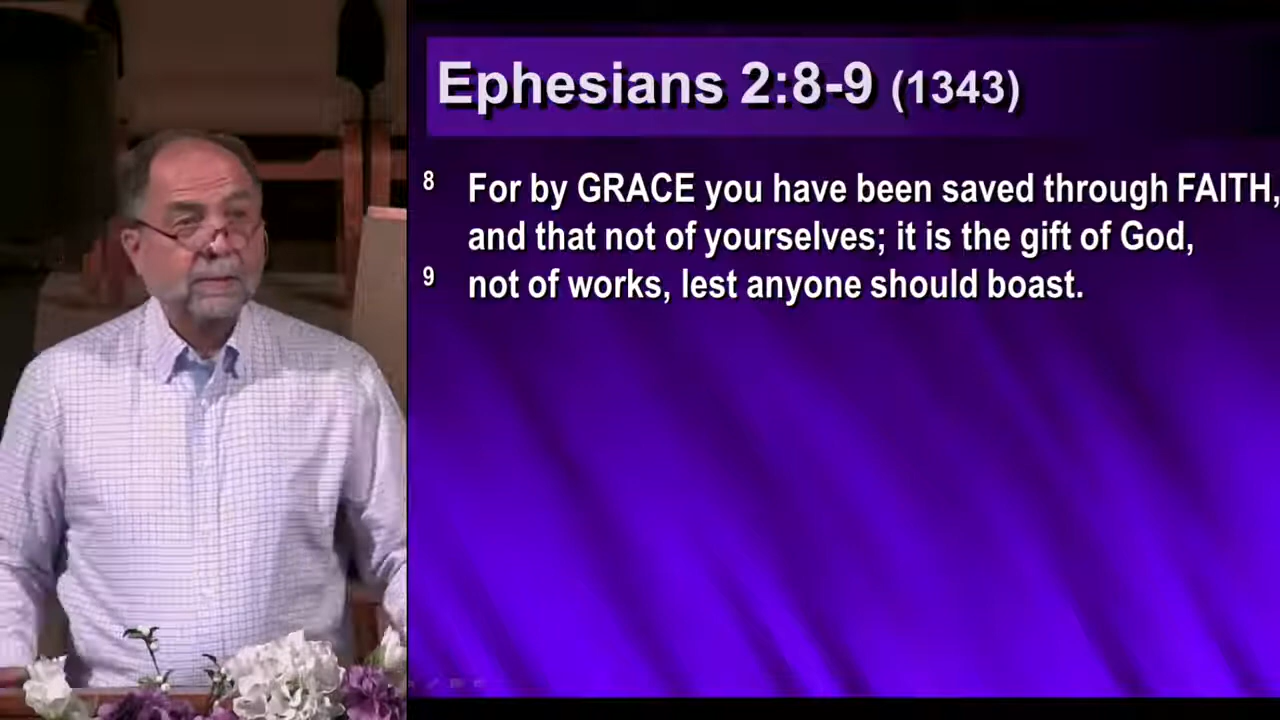 Ephesians 2:8-9 (1343)
8 For by GRACE you have been saved through FAITH,
and that not of yourselves; it is the gift of God,
9 not of works, lest anyone should boast.